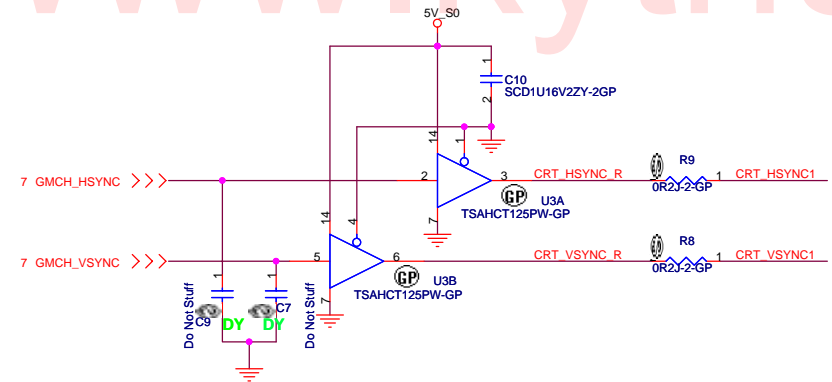 5V_S0
1
C10
SCD1U16V2ZY-2GP
2
14
1
7 GMCH_HSYNC
2
3
CRT_HSYNC_R
R9
1
CRT_HSYNC1
0R2J-2-GP
GP
U3A
TSAHCT125PW-GP
7
14
4
7 GMCH_VSYNC
5
6
CRT_VSYNC_R
R8
1
CRT_VSYNC1
0R2J-2-GP
GP
U3B
TSAHCT125PW-GP
7
1
1
Do Not Stuff
C9
DY
C7
DY
Do Not Stuff